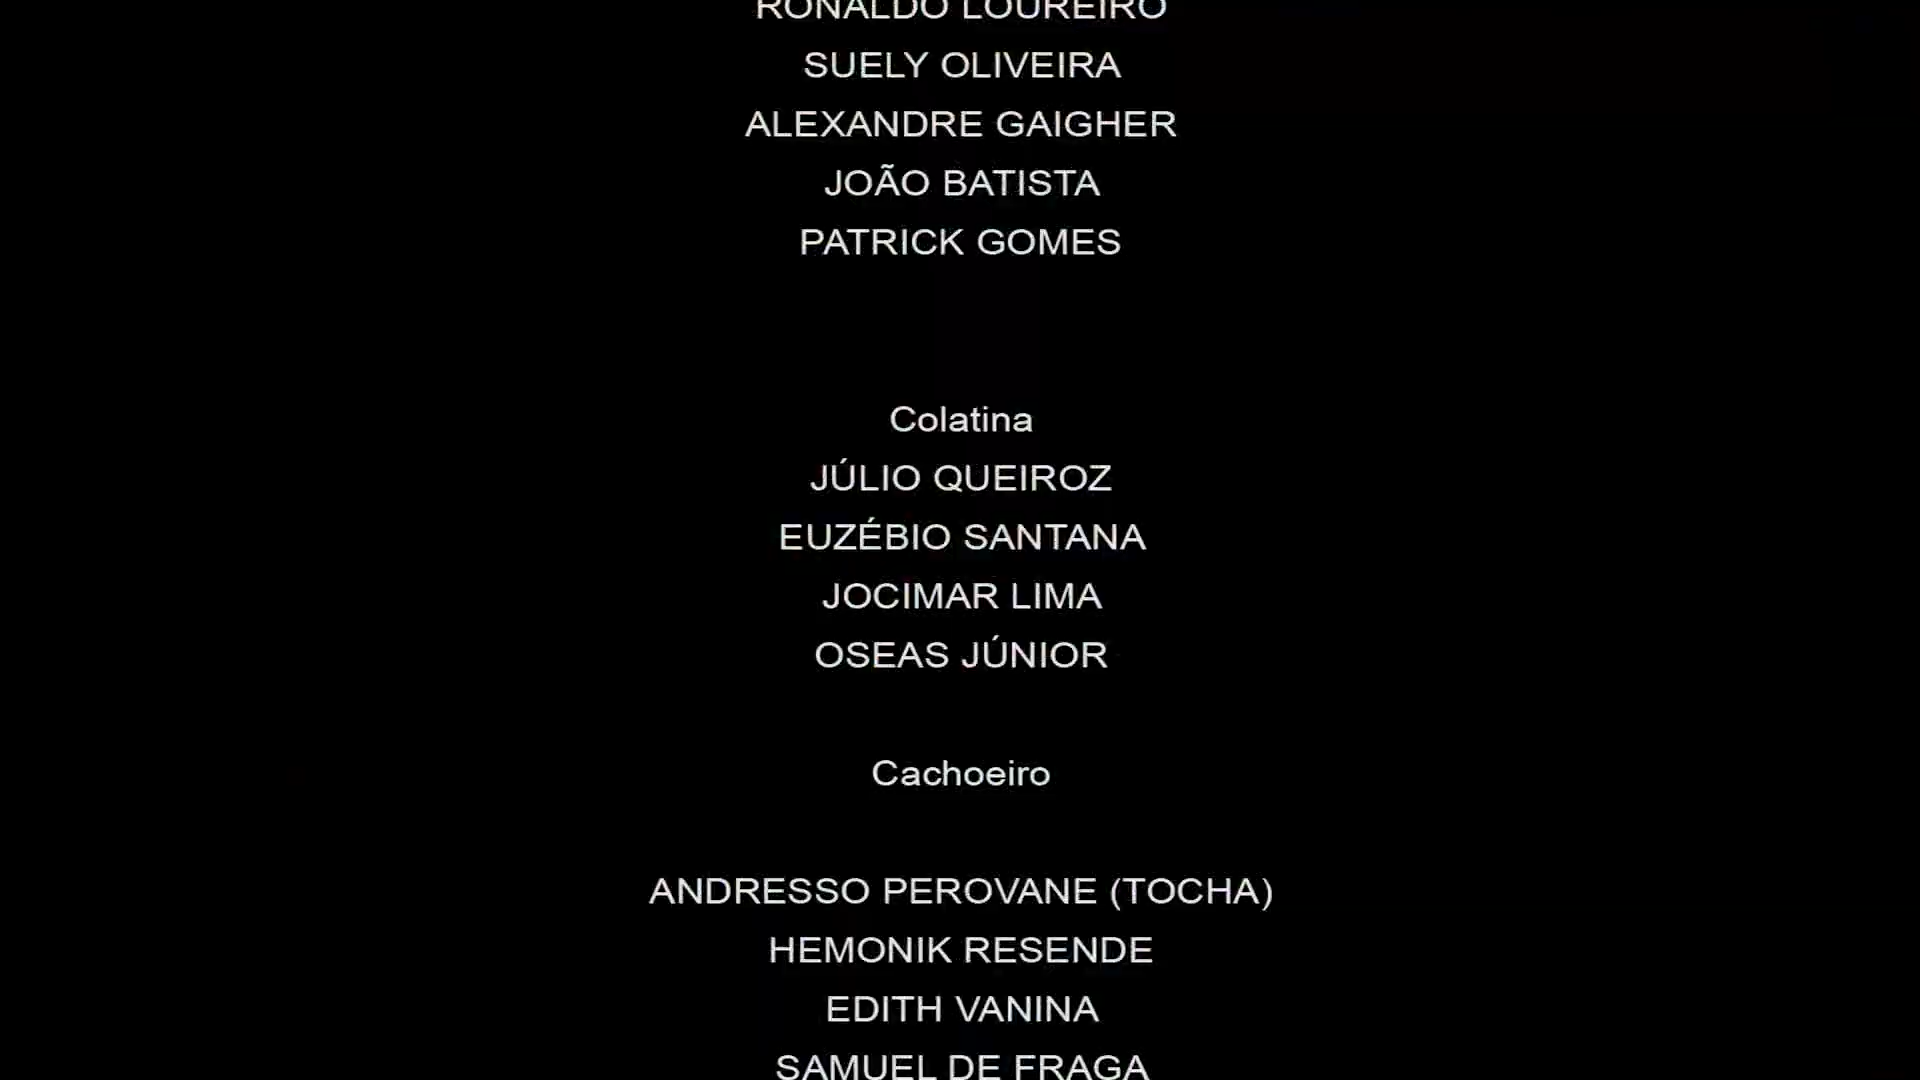 RONALDO LOUREIRO
SUELY OLIVEIRA
ALEXANDRE GAIGHER
JOÃO BATISTA
PATRICK GOMES
Colatina
JÚLIO QUEIROZ
EUZÉBIO SANTANA
JOCIMAR LIMA
OSEAS JÚNIOR
Cachoeiro
ANDRESSO PEROVANE (TOCHA)
HEMONIK RESENDE
EDITH VANINA
SAMUEL DE FRAGA